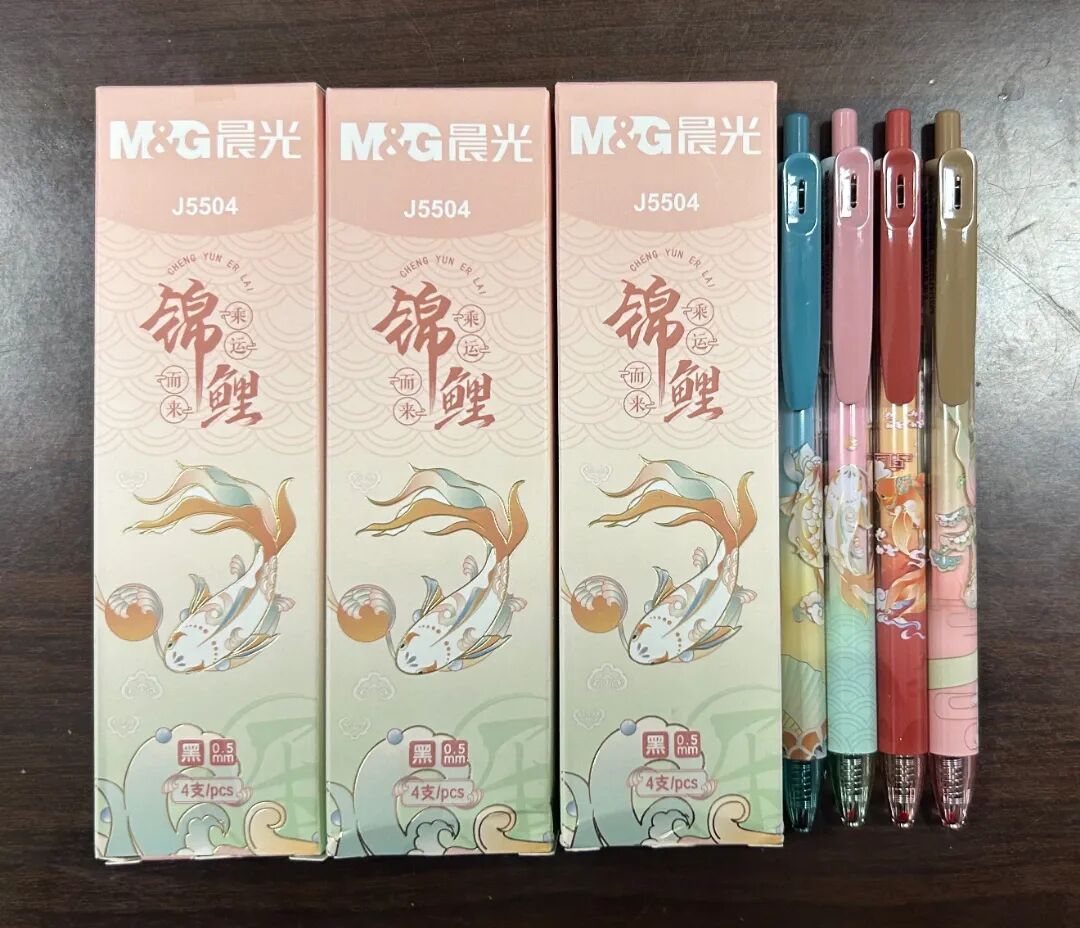 M&G晨光
J5504
CHENG YUN ER LAI
锦鲤
乘运
而来
黑 0.5mm
4支/pcs
M&G晨光
J5504
CHENG YUN ER LAI
锦鲤
乘运
而来
黑 0.5mm
4支/pcs
M&G晨光
J5504
CHENG YUN ER LAI
锦鲤
乘运
而来
黑 0.5mm
4支/pcs